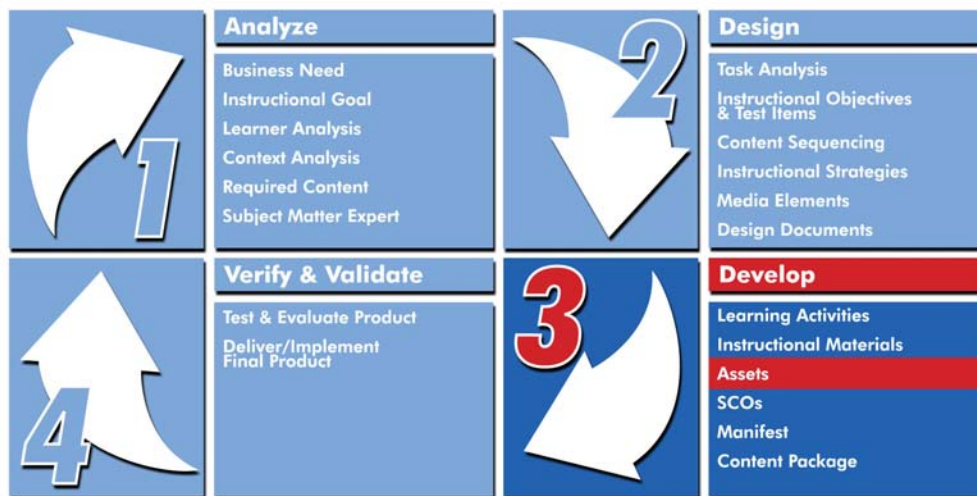 1
Analyze
Business Need
Instructional Goal
Learner Analysis
Context Analysis
Required Content
Subject Matter Expert
2
Design
Task Analysis
Instructional Objectives
& Test Items
Content Sequencing
Instructional Strategies
Media Elements
Design Documents
3
Develop
Learning Activities
Instructional Materials
Assets
SCOs
Manifest
Content Package
4
Verify & Validate
Test & Evaluate Product
Deliver/Implement
Final Product